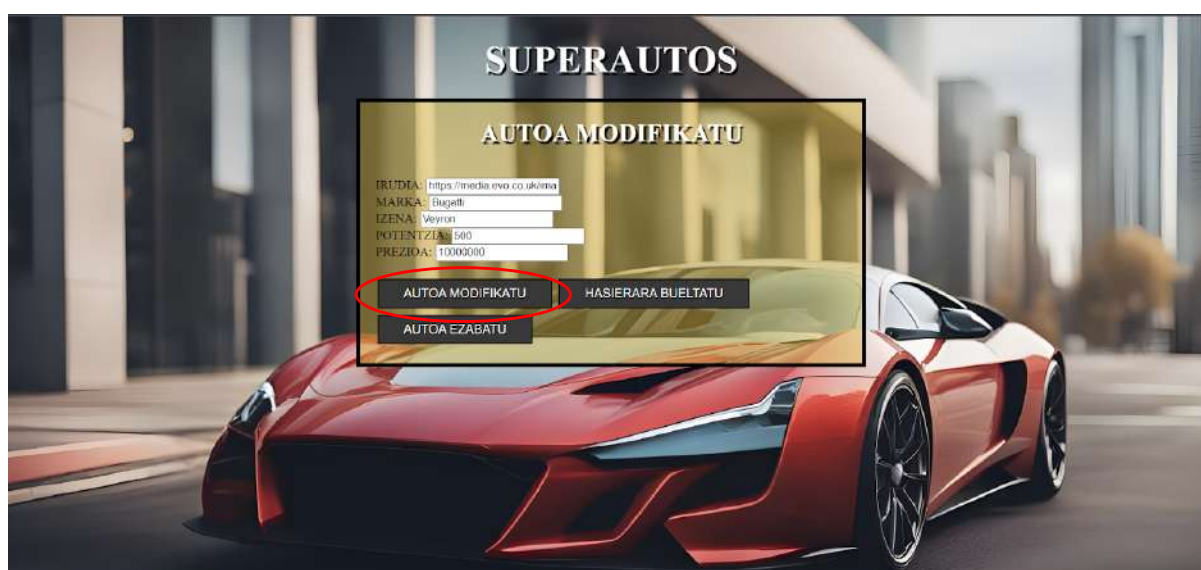 SUPERAUTOS
AUTOA MODIFIKATU
IRUDIA: https://media.evo.co.uk/ima
MARKA: Bugatti
IZENA: Veyron
POTENTZIA: 500
PREZIOA: 10000000
AUTOA MODIFIKATU HASIERARA BUELTATU
AUTOA EZABATU